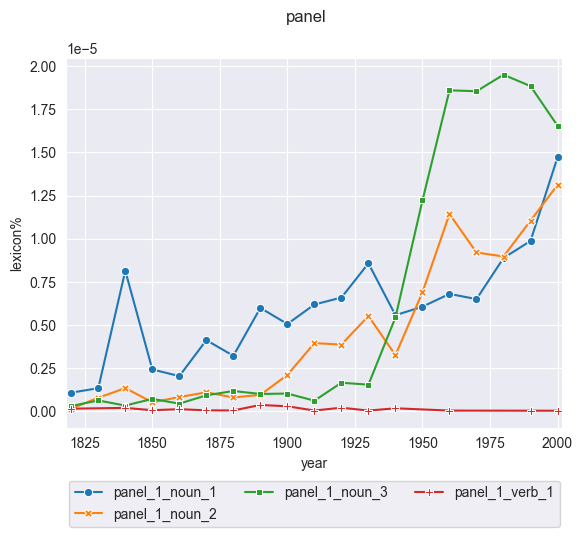 panel
1e−5
2.00
1.75
1.50
1.25
1.00
0.75
0.50
0.25
0.00
lexicon%
1825 1850 1875 1900 1925 1950 1975 2000
year
panel_1_noun_1 panel_1_noun_3 panel_1_verb_1
panel_1_noun_2